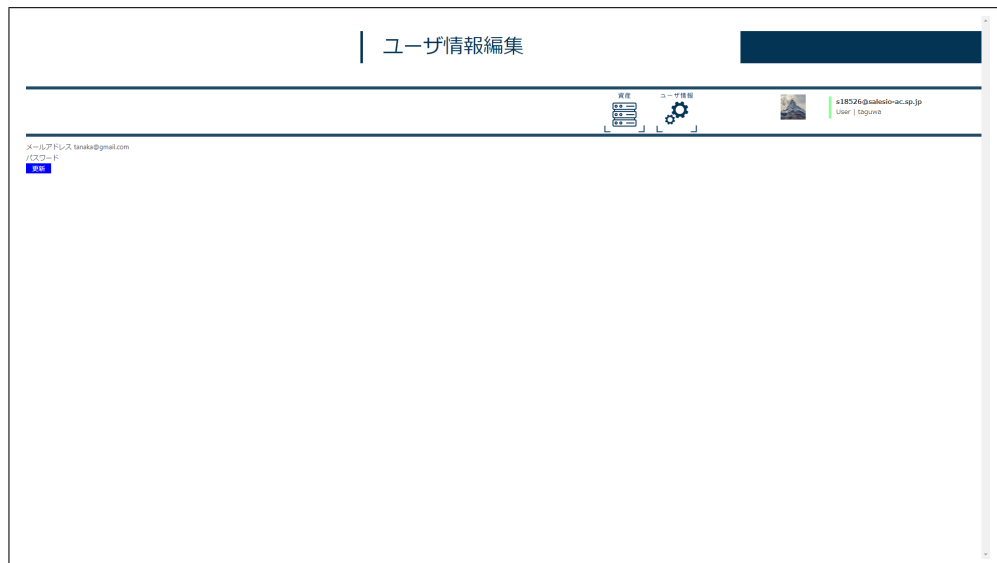 ユーザ情報編集
資産
ユーザ情報
s18526@salesio-ac.sp.jp
User | taguwa
メールアドレス tanaka@gmail.com
パスワード
更新